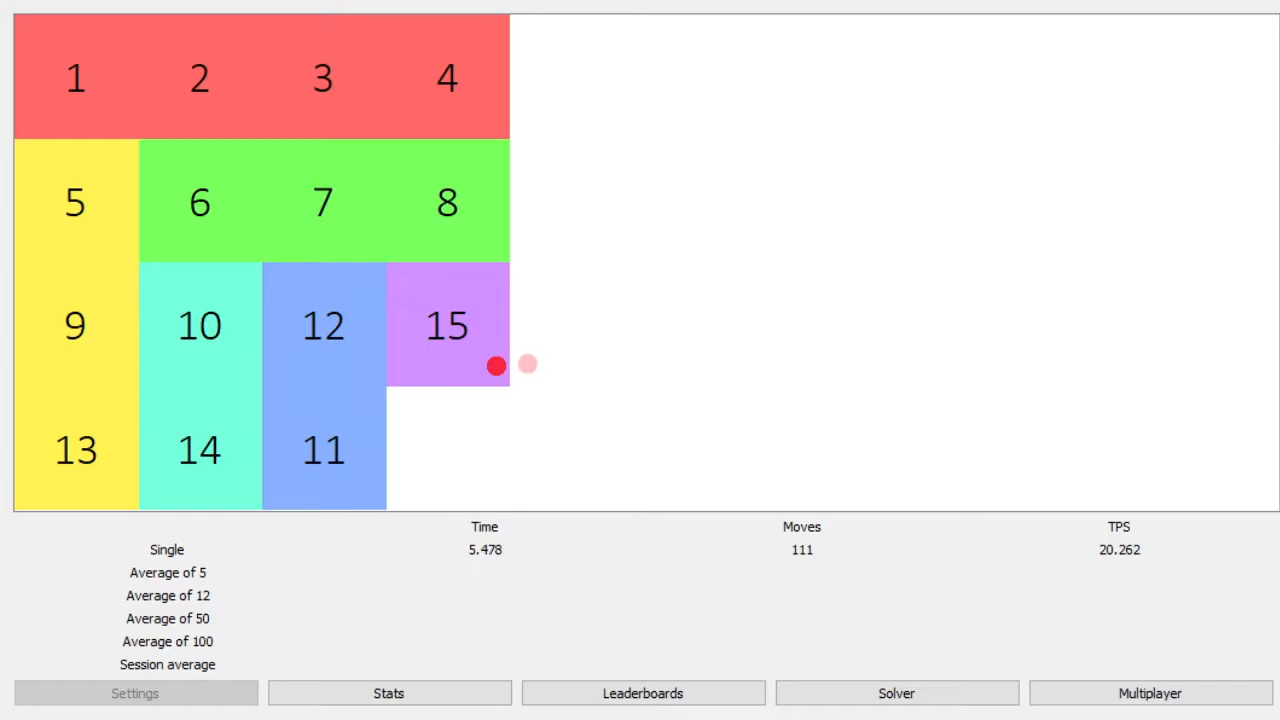 1 2 3 4
5 6 7 8
9 10 12 15
13 14 11
Time Moves TPS
Single 5.478 111 20.262
Average of 5
Average of 12
Average of 50
Average of 100
Session average
Settings Stats Leaderboards Solver Multiplayer